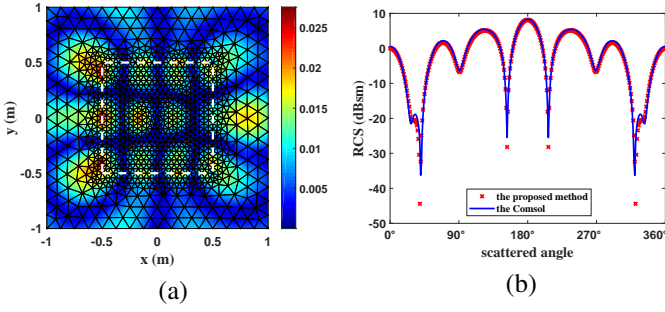 1
0.5
0
-0.5
-1
y (m)
-1 -0.5 0 0.5 1
x (m)
0.025
0.02
0.015
0.01
0.005
(a)
10
0
-10
-20
-30
-40
-50
RCS (dBsm)
the proposed method
the Comsol
0° 90° 180° 270° 360°
scattered angle
(b)